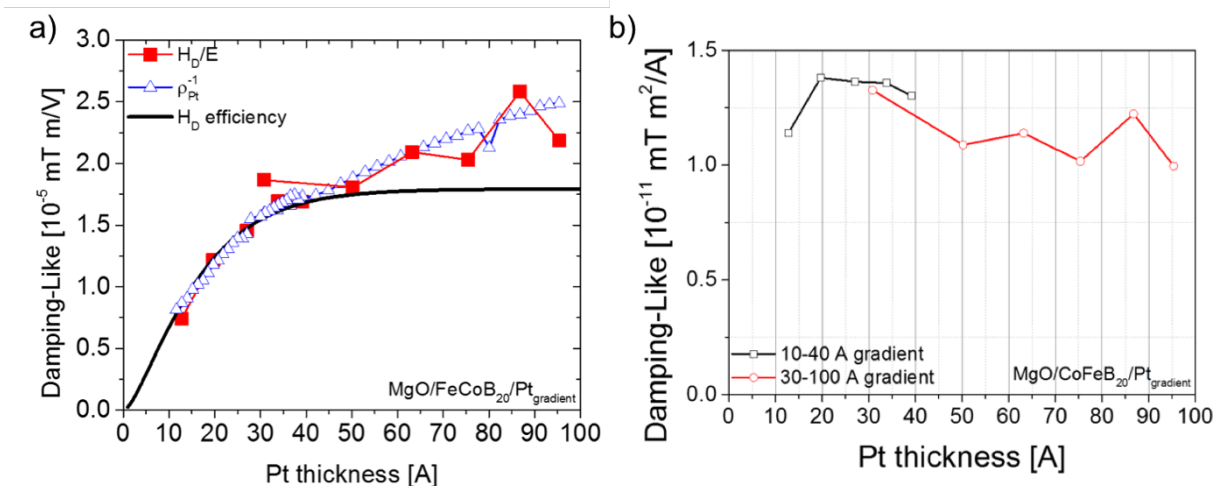 a)
Damping-Like [10⁻⁵ mT m/V]
3.0
2.5
2.0
1.5
1.0
0.5
0.0
H_D/E
ρ_Pt⁻¹
H_D efficiency
MgO/FeCoB₂₀/Pt_gradient
0 10 20 30 40 50 60 70 80 90 100
Pt thickness [A]
b)
Damping-Like [10⁻¹¹ mT m²/A]
1.5
1.0
0.5
0.0
10-40 A gradient
30-100 A gradient
MgO/CoFeB₂₀/Pt_gradient
0 10 20 30 40 50 60 70 80 90 100
Pt thickness [A]